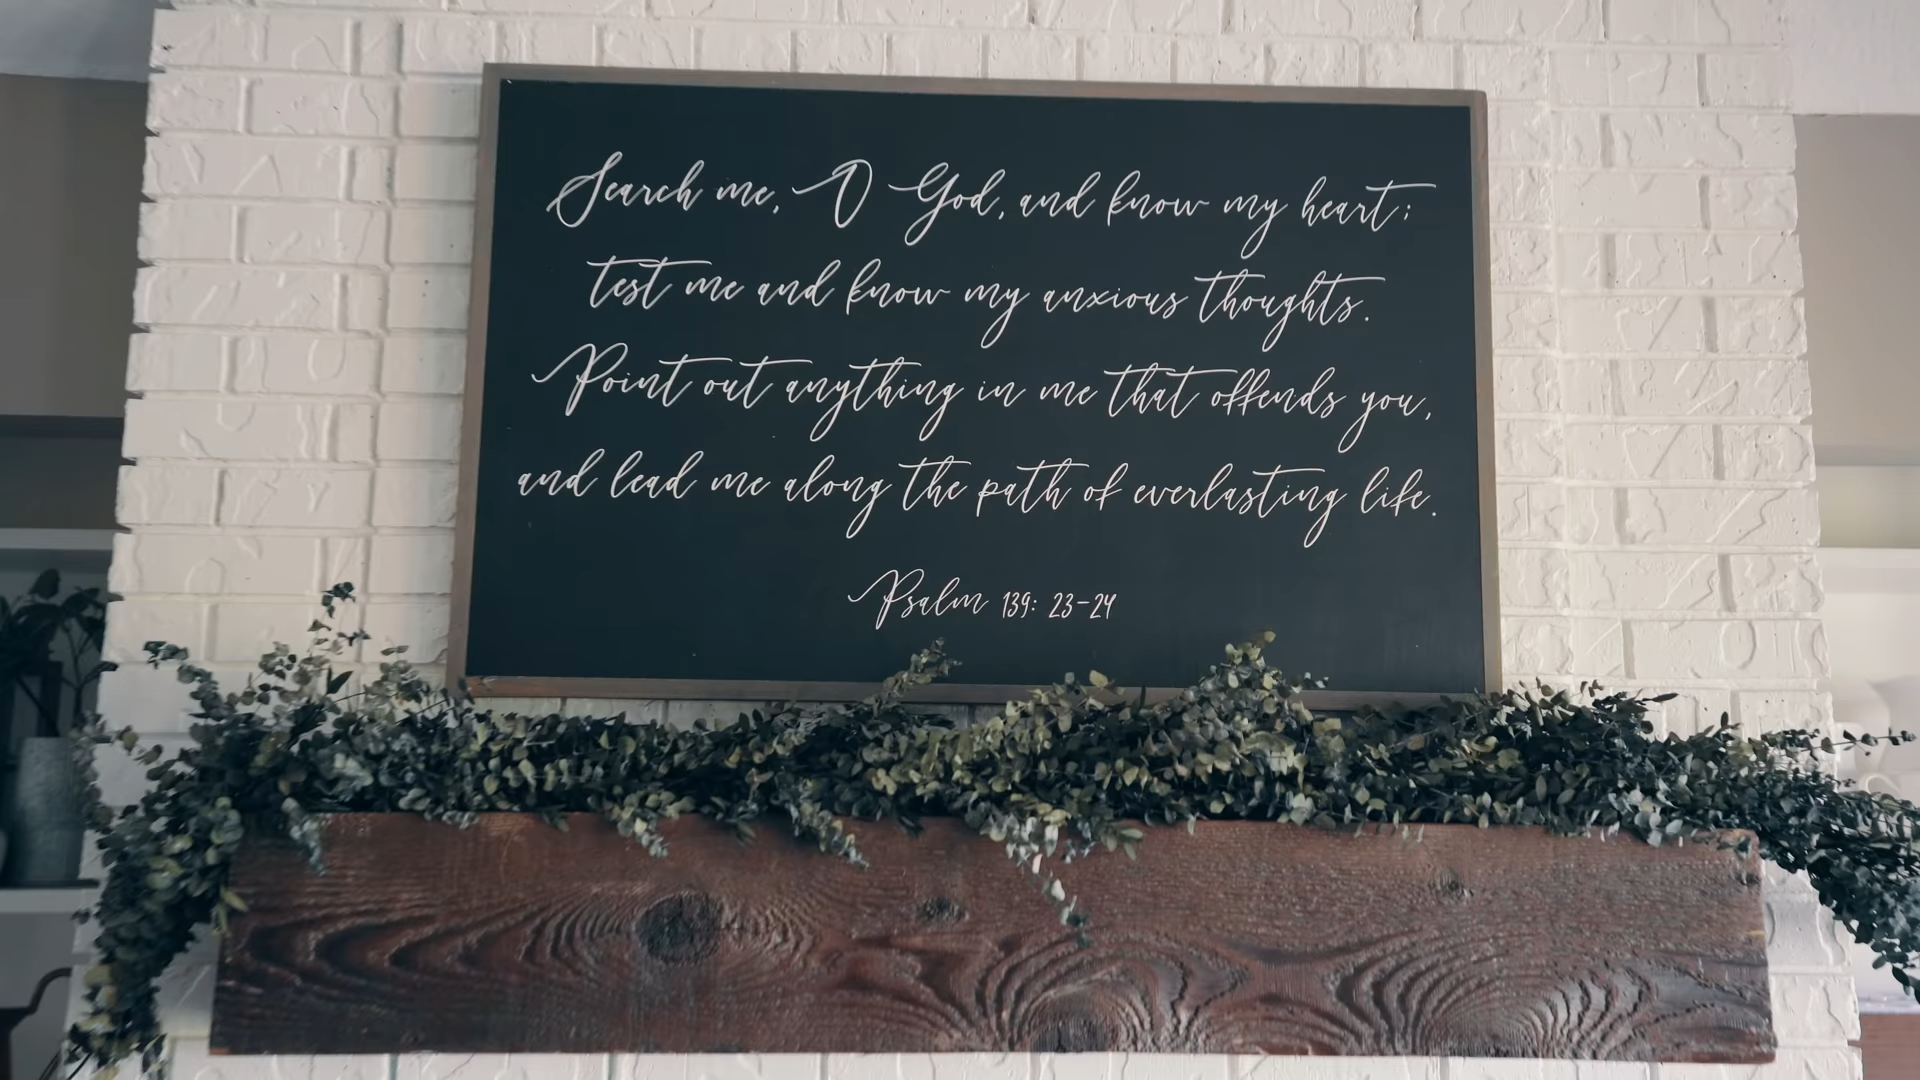 Search me, O God, and know my heart;
test me and know my anxious thoughts.
Point out anything in me that offends you,
and lead me along the path of everlasting life.
Psalm 139: 23-24